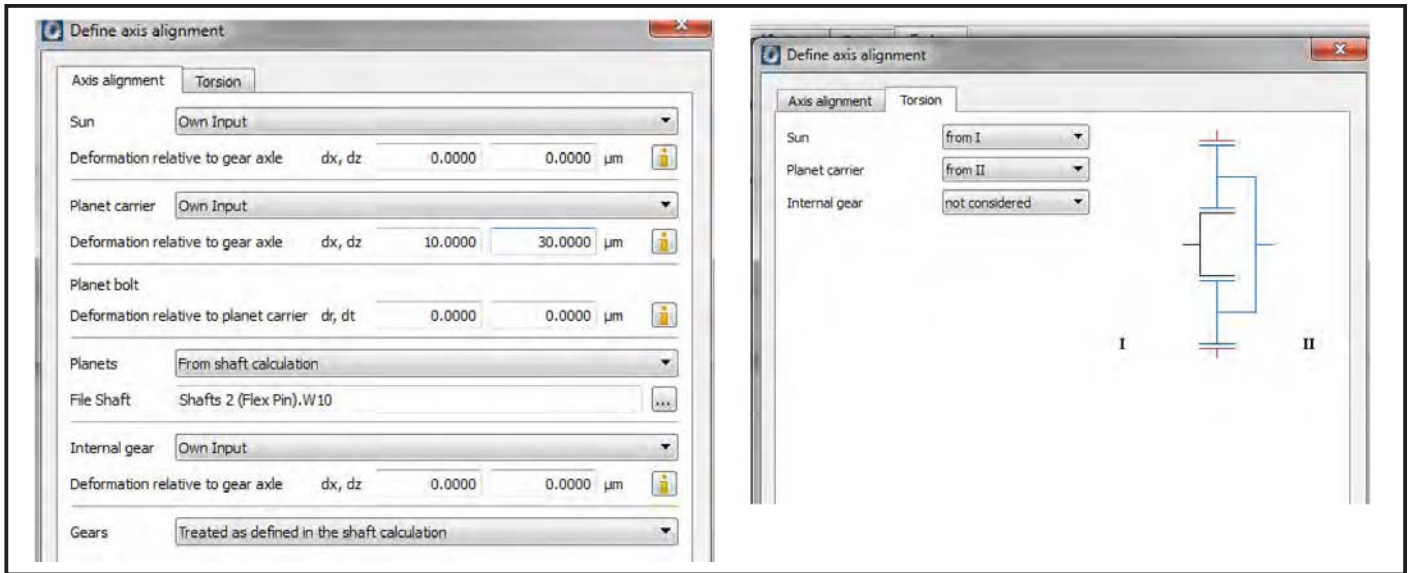 Define axis alignment
Axis alignment Torsion
Sun Own Input
Deformation relative to gear axle dx, dz 0.0000 0.0000 µm
Planet carrier Own Input
Deformation relative to gear axle dx, dz 10.0000 30.0000 µm
Planet bolt
Deformation relative to planet carrier dr, dt 0.0000 0.0000 µm
Planets From shaft calculation
File Shaft Shafts 2 (Flex Pin).W10 ...
Internal gear Own Input
Deformation relative to gear axle dx, dz 0.0000 0.0000 µm
Gears Treated as defined in the shaft calculation
Define axis alignment
Axis alignment Torsion
Sun from I
Planet carrier from II
Internal gear not considered
I II